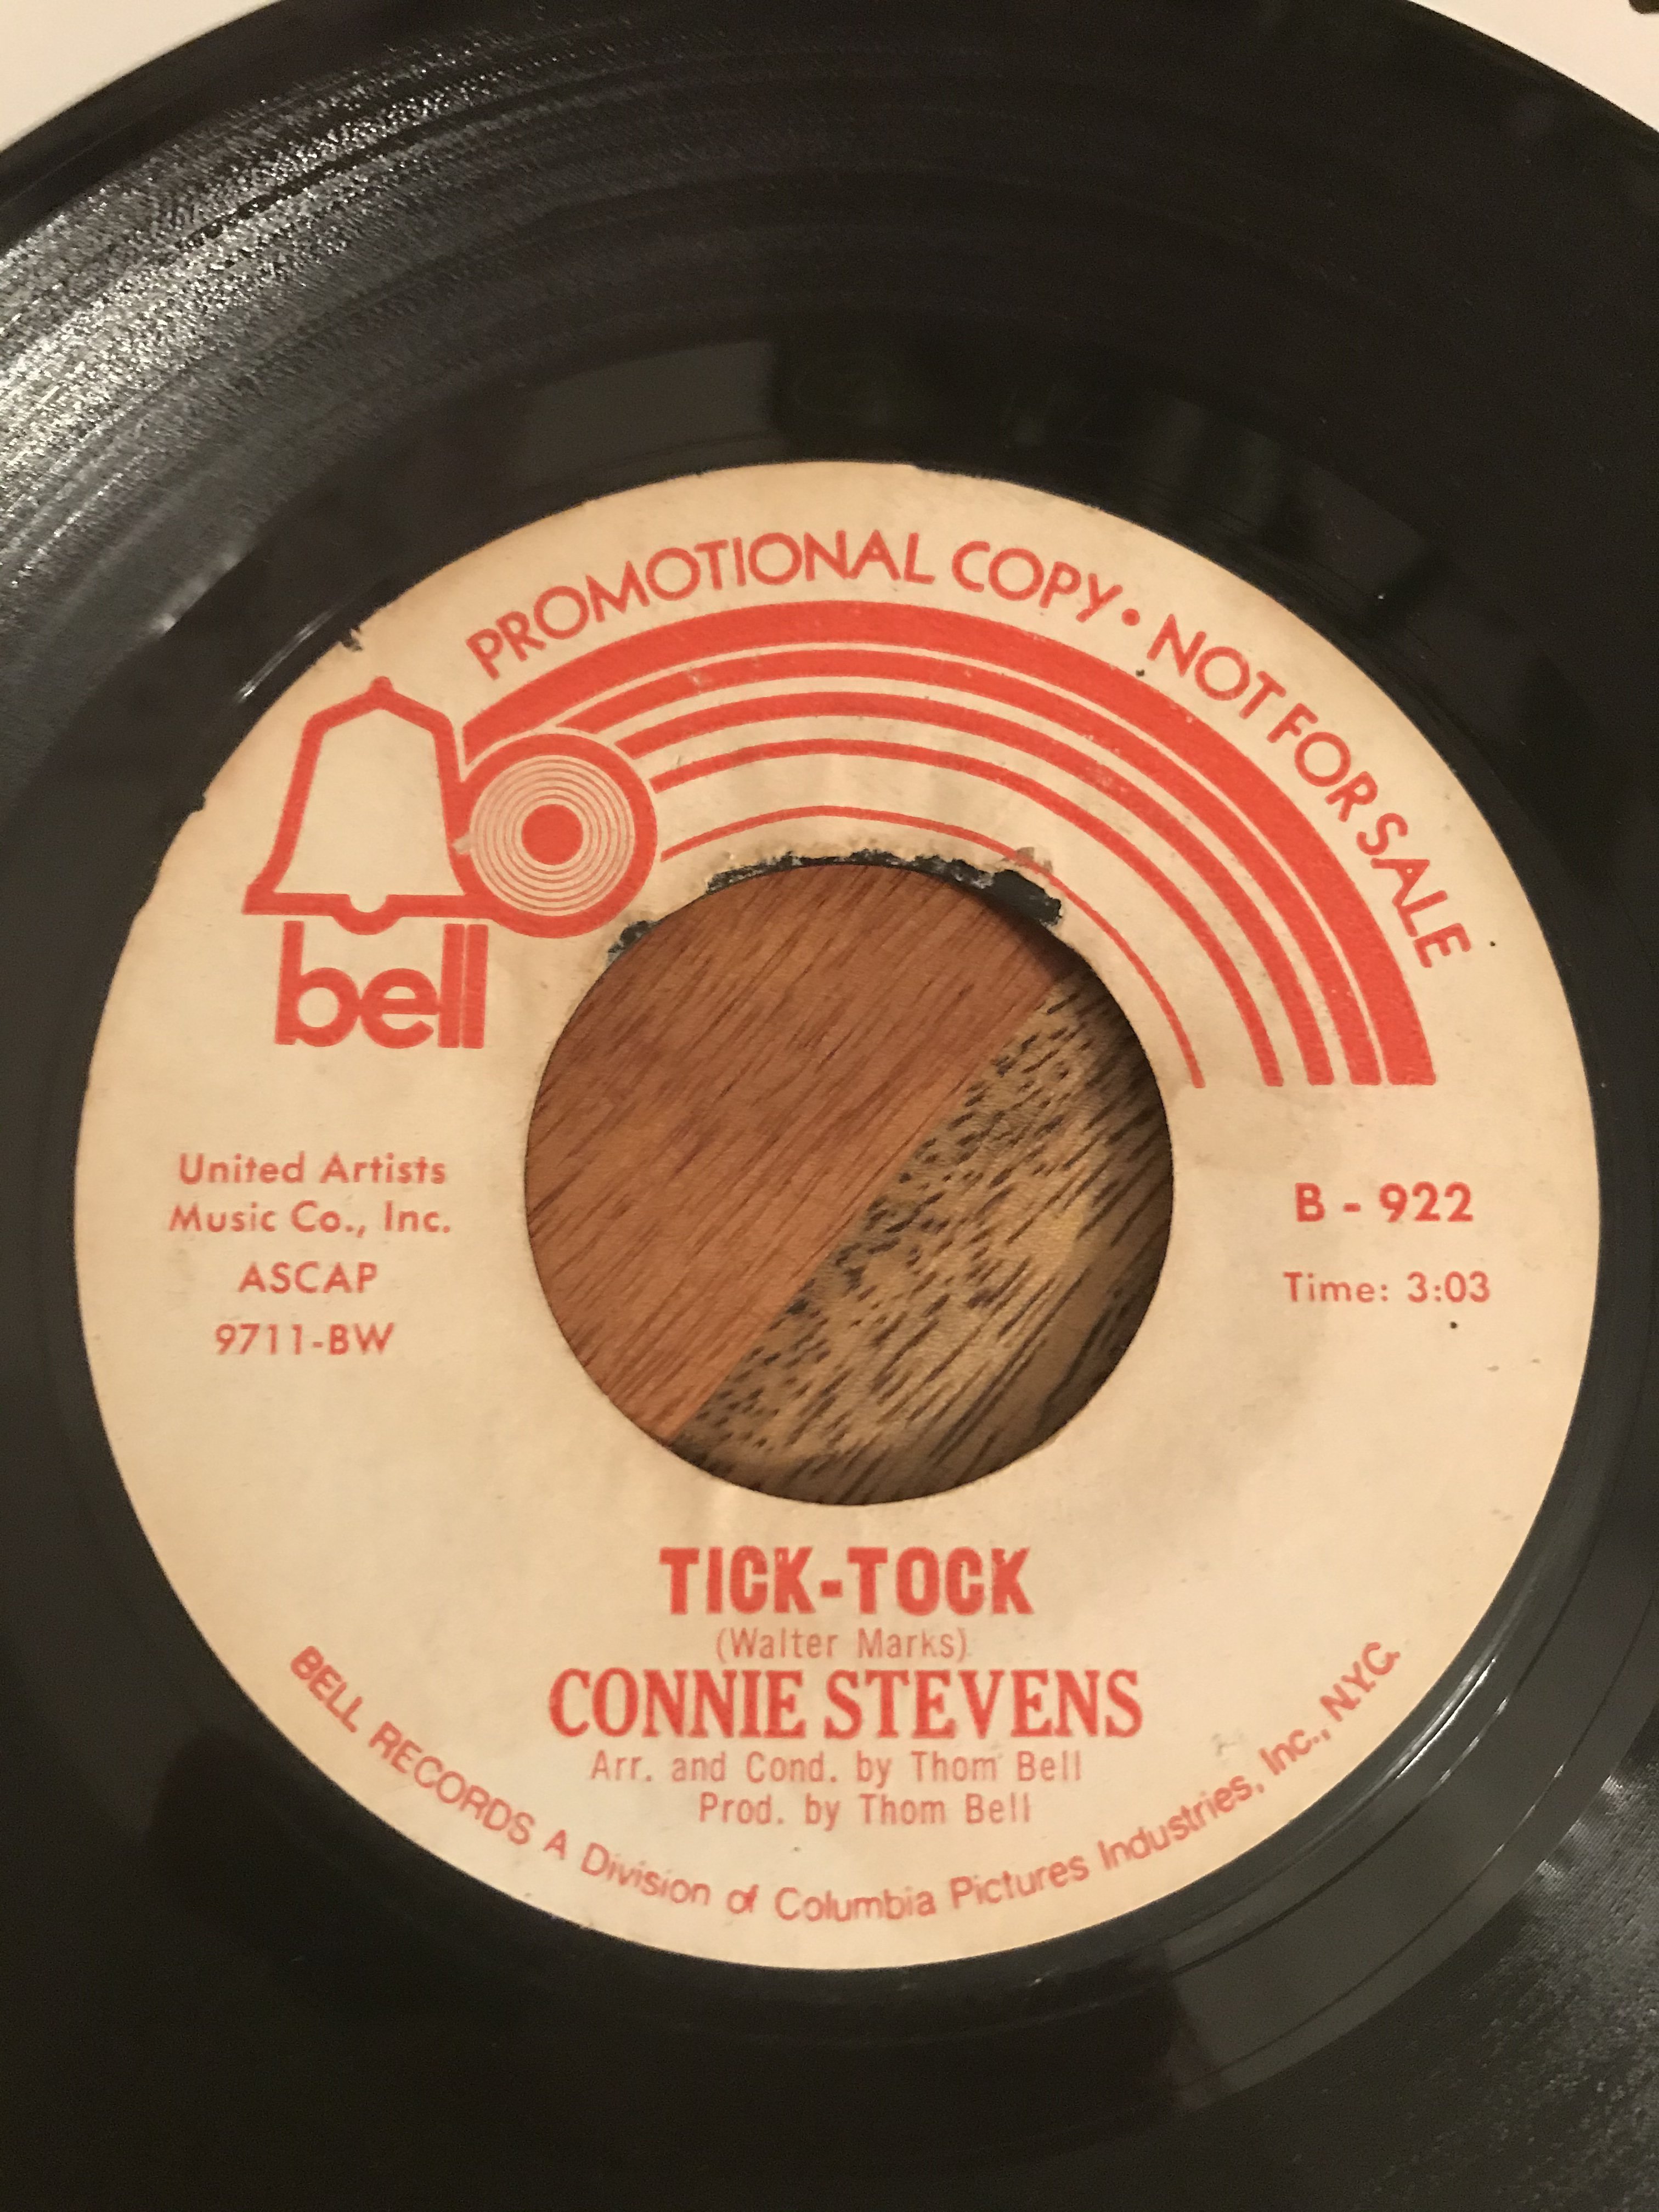 PROMOTIONAL COPY • NOT FOR SALE
bell
United Artists
Music Co., Inc.
ASCAP
9711-BW
B - 922
Time: 3:03
TICK-TOCK
(Walter Marks)
CONNIE STEVENS
Arr. and Cond. by Thom Bell
Prod. by Thom Bell
BELL RECORDS A Division of Columbia Pictures Industries, Inc., N.Y.C.